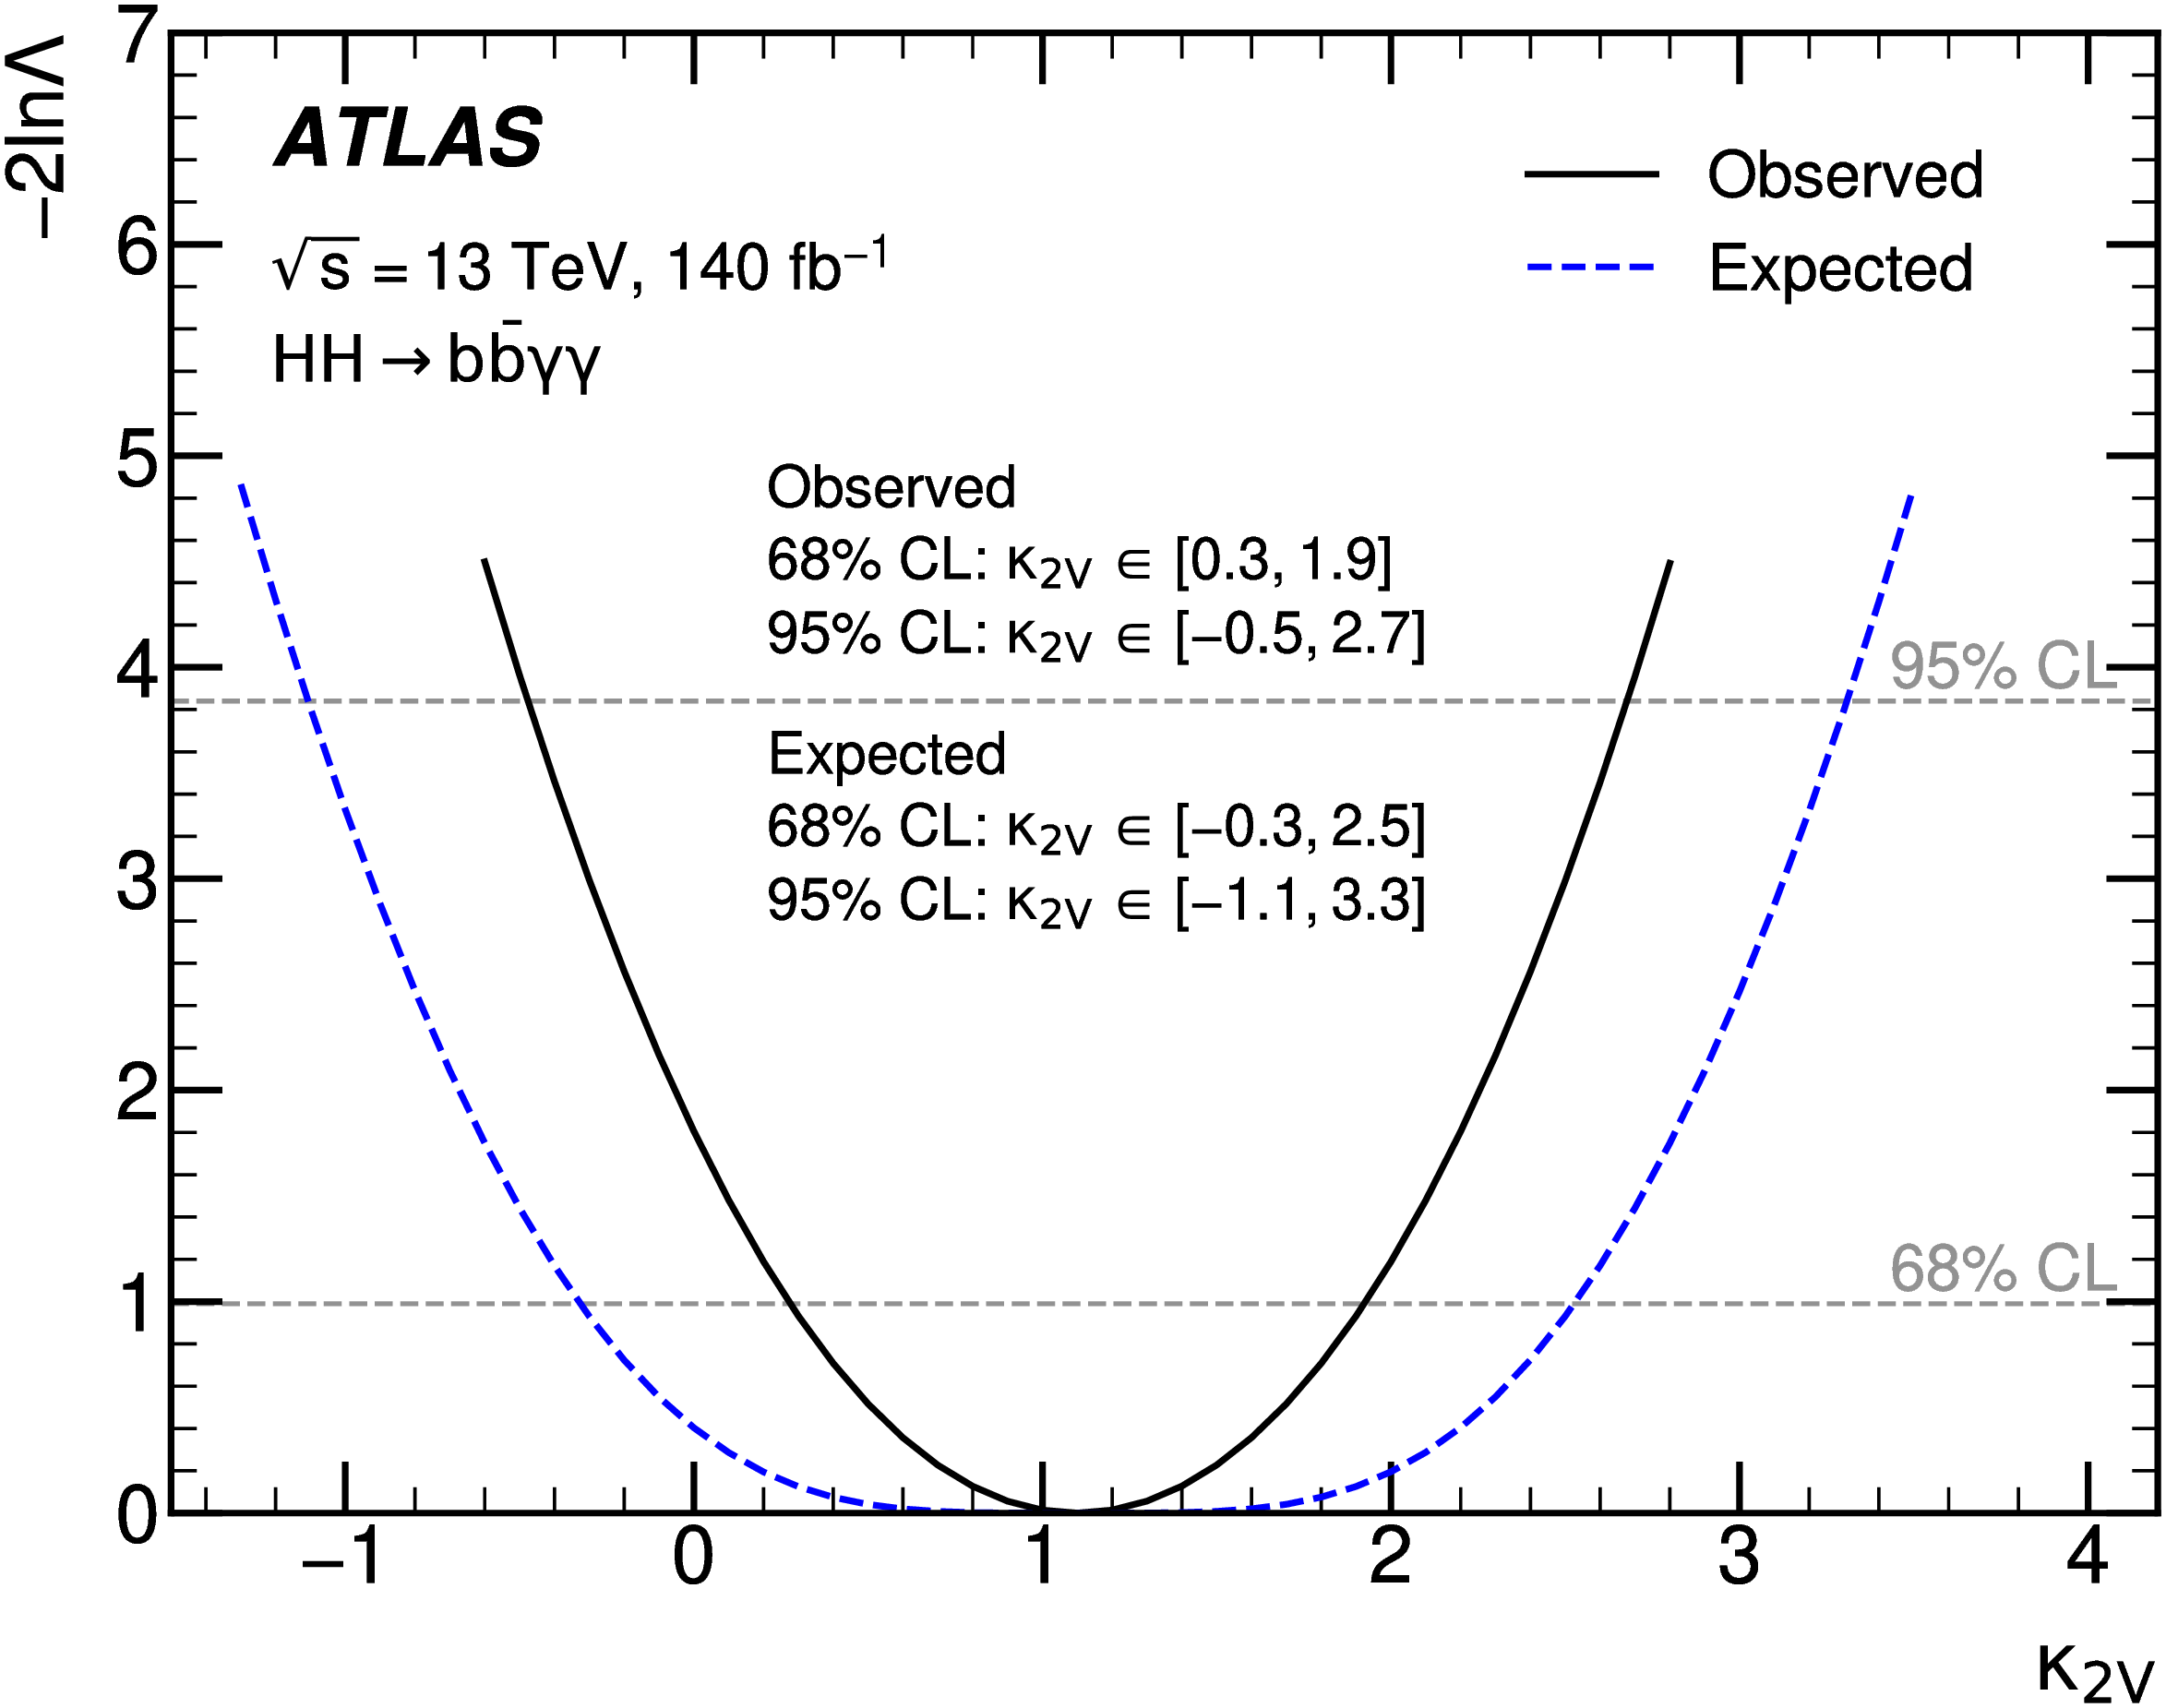 −2lnΛ
7
6
5
4
3
2
1
0
ATLAS
√s = 13 TeV, 140 fb⁻¹
HH → bb̄γγ
Observed
Expected
Observed
68% CL: κ₂ᵥ ∈ [0.3, 1.9]
95% CL: κ₂ᵥ ∈ [−0.5, 2.7]
95% CL
Expected
68% CL: κ₂ᵥ ∈ [−0.3, 2.5]
95% CL: κ₂ᵥ ∈ [−1.1, 3.3]
68% CL
−1 0 1 2 3 4
κ₂ᵥ